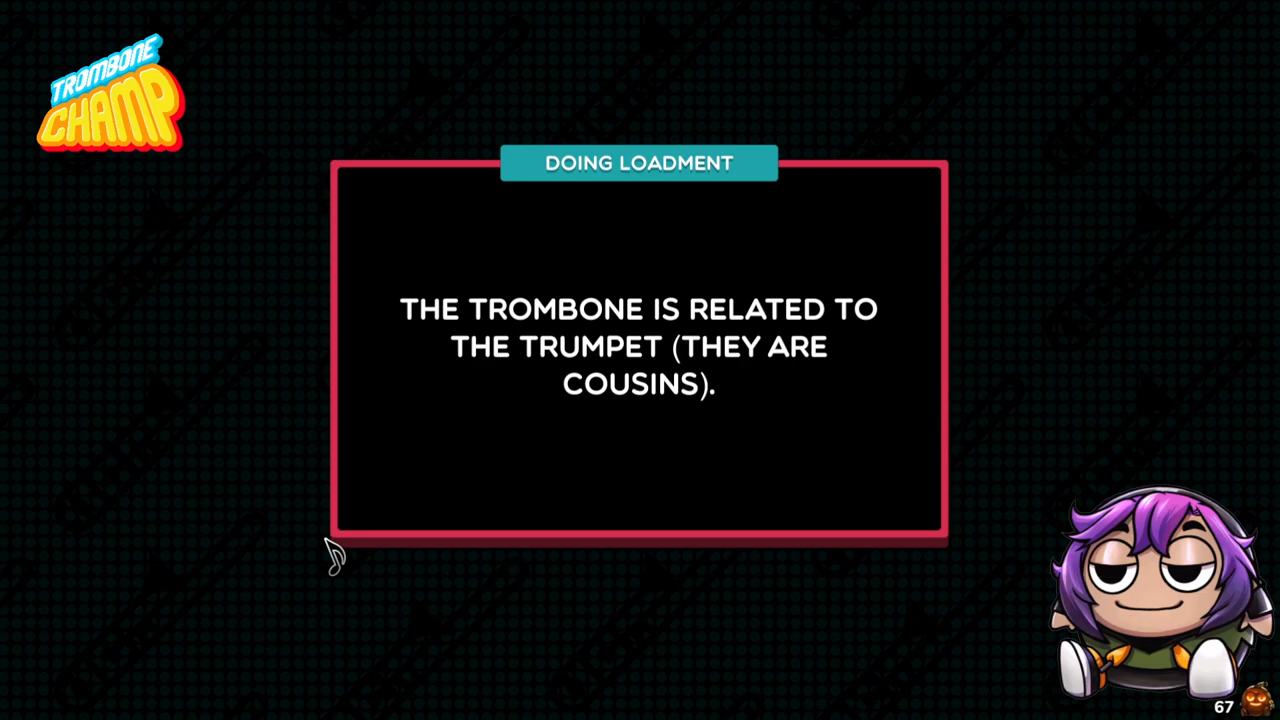 TROMBONE
CHAMP
DOING LOADMENT
THE TROMBONE IS RELATED TO
THE TRUMPET (THEY ARE
COUSINS).
67